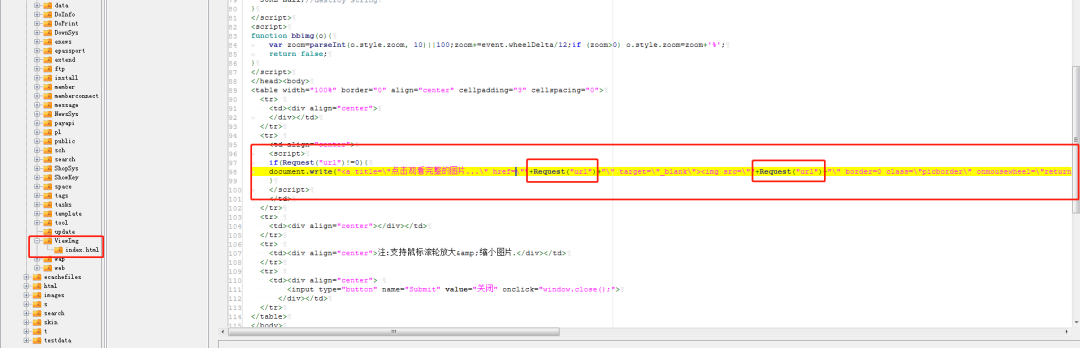 data
DoInfo
DoPrint
DownSys
enews
epassport
extend
ftp
install
member
memberconnect
message
NewsSys
payapi
pl
public
sch
search
ShopSys
ShowKey
space
tags
tasks
template
tool
update
ViewImg
index.html
wap
web
ecachefiles
html
images
s
search
skin
t
testdata
80 }
81 </script>
82 <script>
83 function bbimg(o){
84 var zoom=parseInt(o.style.zoom, 10)||100;zoom+=event.wheelDelta/12;if (zoom>0) o.style.zoom=zoom+'%';
85 return false;
86 }
87 </script>
88 </head><body>
89 <table width="100%" border="0" align="center" cellpadding="3" cellspacing="0">
90 <tr>
91 <td><div align="center">
92 </div></td>
93 </tr>
94 <tr>
95 <td align="center">
96 <script>
97 if(Request("url")!=0){
98 document.write("<a title=\"点击观看完整的图片...\" href=\""+Request("url")+"\" target=\"_blank\"><img src=\""+Request("url")+"\" border=0 class=\"picborder\" onmousewheel=\"return
99 }
100 </script>
101 </td>
102 </tr>
103 <tr>
104 <td><div align="center"></div></td>
105 </tr>
106 <tr>
107 <td><div align="center">注:支持鼠标滚轮放大&amp;缩小图片.</div></td>
108 </tr>
109 <tr>
110 <td><div align="center">
111 <input type="button" name="Submit" value="关闭" onclick="window.close();">
112 </div></td>
113 </tr>
114 </table>
115 </body>